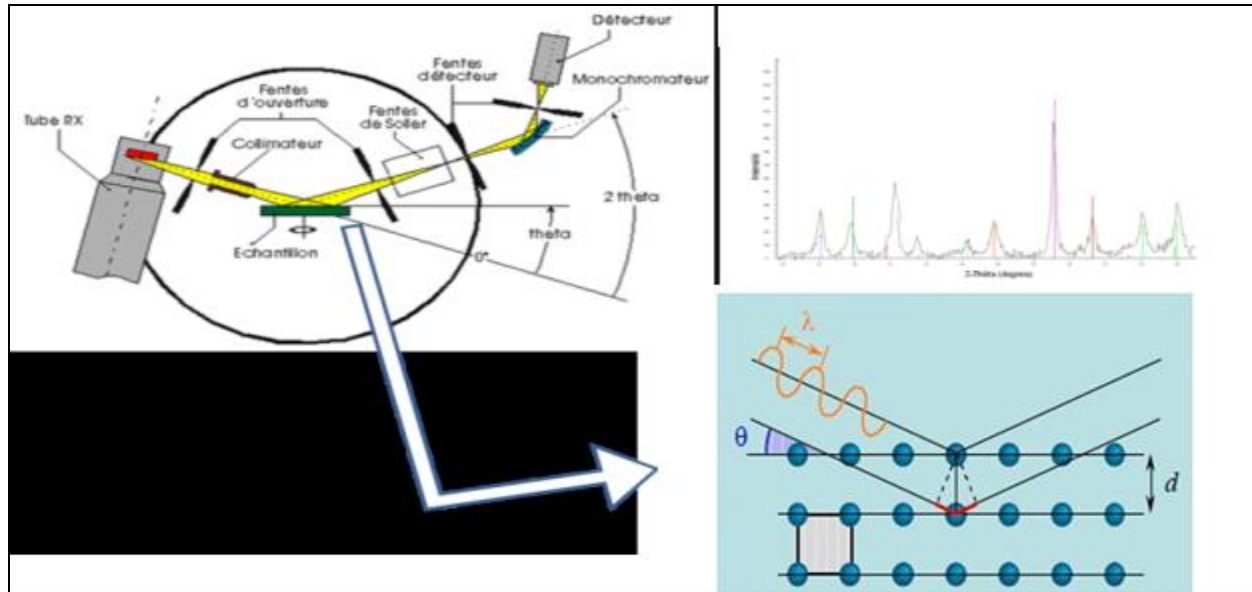 Détecteur
Fentes
détecteur
Monochromateur
Fentes
d'ouverture
Fentes
de Soller
Tube RX
Collimateur
2 theta
theta
Echantillon
0°
2-Theta (degrees)
λ
θ
d